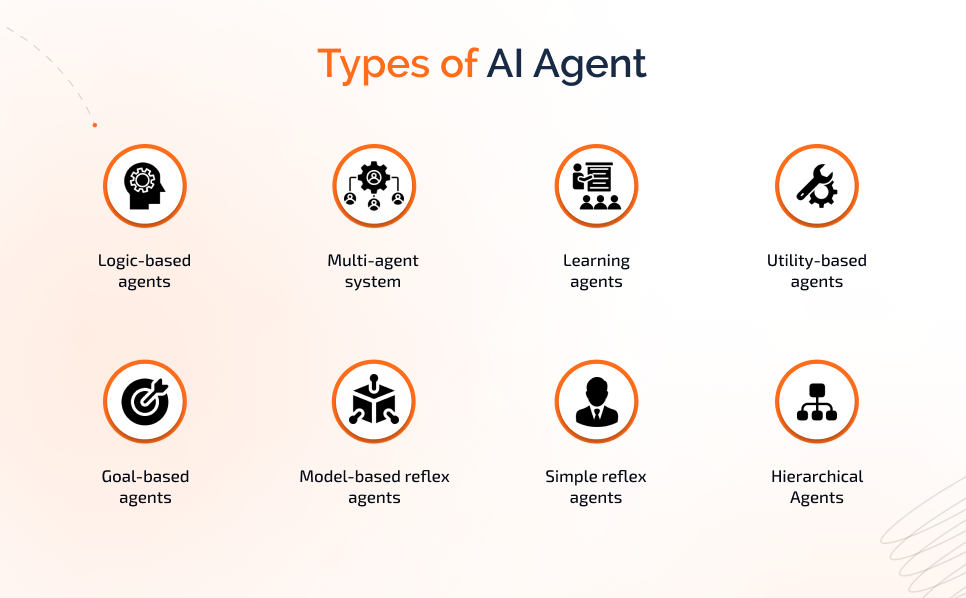 Types of AI Agent
Logic-based
agents
Multi-agent
system
Learning
agents
Utility-based
agents
Goal-based
agents
Model-based reflex
agents
Simple reflex
agents
Hierarchical
Agents